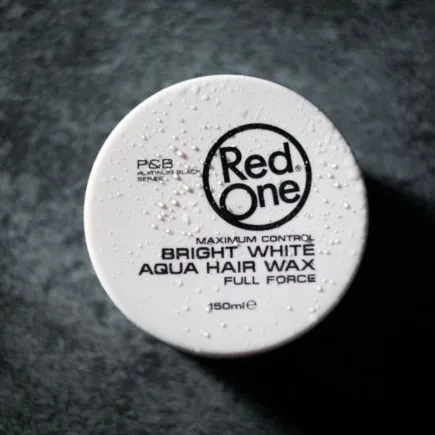 P&B
PLATINUM BLACK
SERIES
Red®
One
MAXIMUM CONTROL
BRIGHT WHITE
AQUA HAIR WAX
FULL FORCE
150ml e